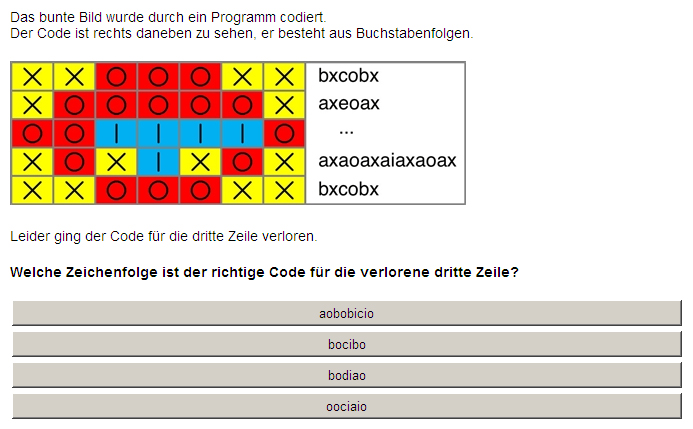 Das bunte Bild wurde durch ein Programm codiert.
Der Code ist rechts daneben zu sehen, er besteht aus Buchstabenfolgen.
X X O O O X X bxcobx
X O O O O O X axeoax
O O I I I I O ...
X O X I X O X axaoaxaiaxaoax
X X O O O X X bxcobx
Leider ging der Code für die dritte Zeile verloren.
Welche Zeichenfolge ist der richtige Code für die verlorene dritte Zeile?
aobobicio
bocibo
bodiao
oociaio